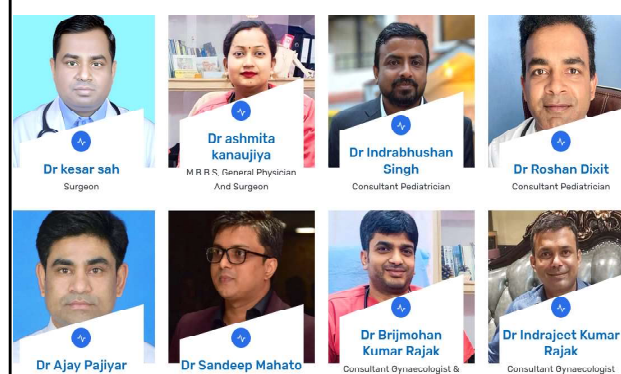 Dr kesar sah
Surgeon
Dr ashmita
kanaujiya
M.B.B.S, General Physician
And Surgeon
Dr Indrabhushan
Singh
Consultant Pediatrician
Dr Roshan Dixit
Consultant Pediatrician
Dr Ajay Pajiyar
Dr Sandeep Mahato
Dr Brijmohan
Kumar Rajak
Consultant Gynaecologist &
Dr Indrajeet Kumar
Rajak
Consultant Gynaecologist